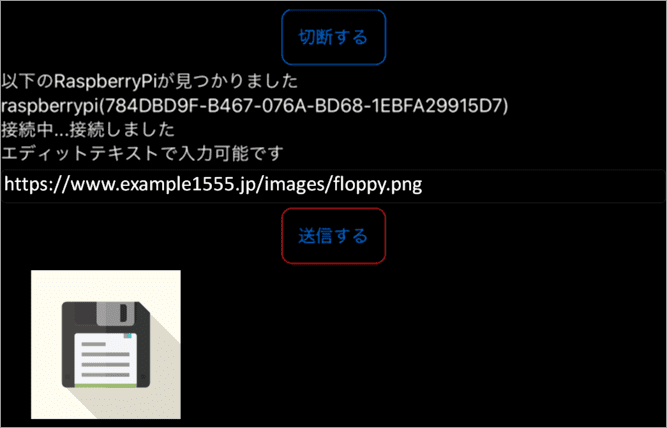 切断する
以下のRaspberryPiが見つかりました
raspberrypi(784DBD9F-B467-076A-BD68-1EBFA29915D7)
接続中...接続しました
エディットテキストで入力可能です
https://www.example1555.jp/images/floppy.png
送信する